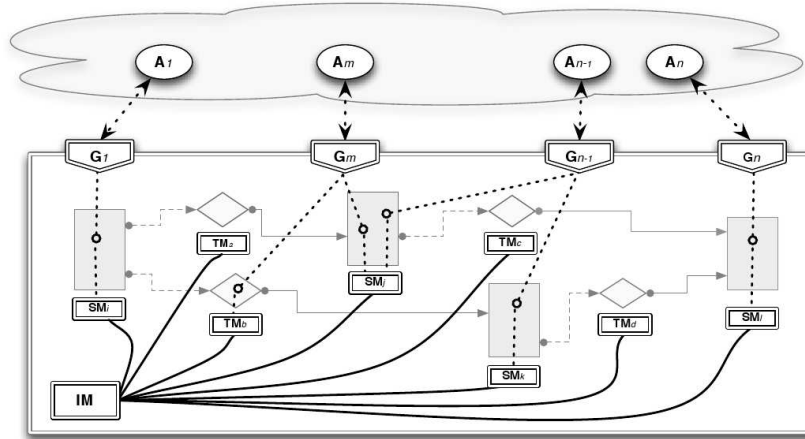 A1
Am
An-1
An
G1
Gm
Gn-1
Gn
TMa
TMc
SMi
SMj
TMb
SMk
TMd
SMl
IM